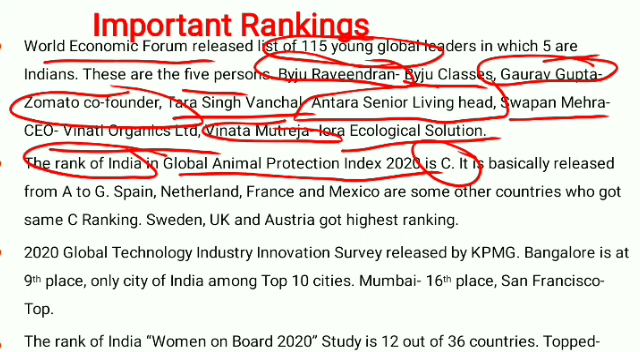 Important Rankings
World Economic Forum released list of 115 young global leaders in which 5 are
Indians. These are the five persons. Byju Raveendran- Byju Classes, Gaurav Gupta-
Zomato co-founder, Tara Singh Vanchal Antara Senior Living head, Swapan Mehra-
CEO- Vinati Organics Ltd, Vinata Mutreja- Iora Ecological Solution.
The rank of India in Global Animal Protection Index 2020 is C. It is basically released
from A to G. Spain, Netherland, France and Mexico are some other countries who got
same C Ranking. Sweden, UK and Austria got highest ranking.
2020 Global Technology Industry Innovation Survey released by KPMG. Bangalore is at
9th place, only city of India among Top 10 cities. Mumbai- 16th place, San Francisco-
Top.
The rank of India “Women on Board 2020” Study is 12 out of 36 countries. Topped-